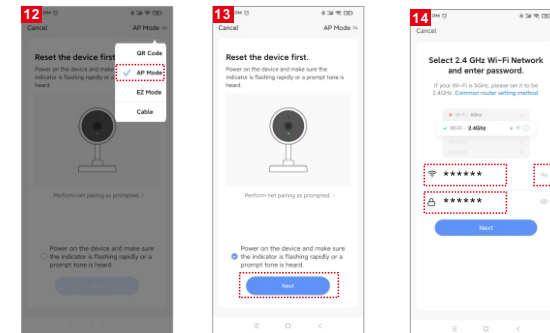 12
PM
Cancel
AP Mode
Reset the device first.
Power on the device and make sure the
indicator is flashing rapidly or a
heard.
QR Code
AP Mode
EZ Mode
Cable
Perform net pairing as prompted.
Power on the device and make sure
the indicator is flashing rapidly or a
prompt tone is heard.
13
PM
Cancel
AP Mode
Reset the device first.
Power on the device and make sure the
indicator is flashing rapidly or a prompt tone is
heard.
Perform net pairing as prompted.
Power on the device and make sure
the indicator is flashing rapidly or a
prompt tone is heard.
Next
14
PM
Cancel
Select 2.4 GHz Wi-Fi Network
and enter password.
If your Wi-Fi is 5GHz, please set it to be
2.4GHz. Common router setting method
Wi-Fi - 5Ghz
Wi-Fi - 2.4Ghz
******
******
Next